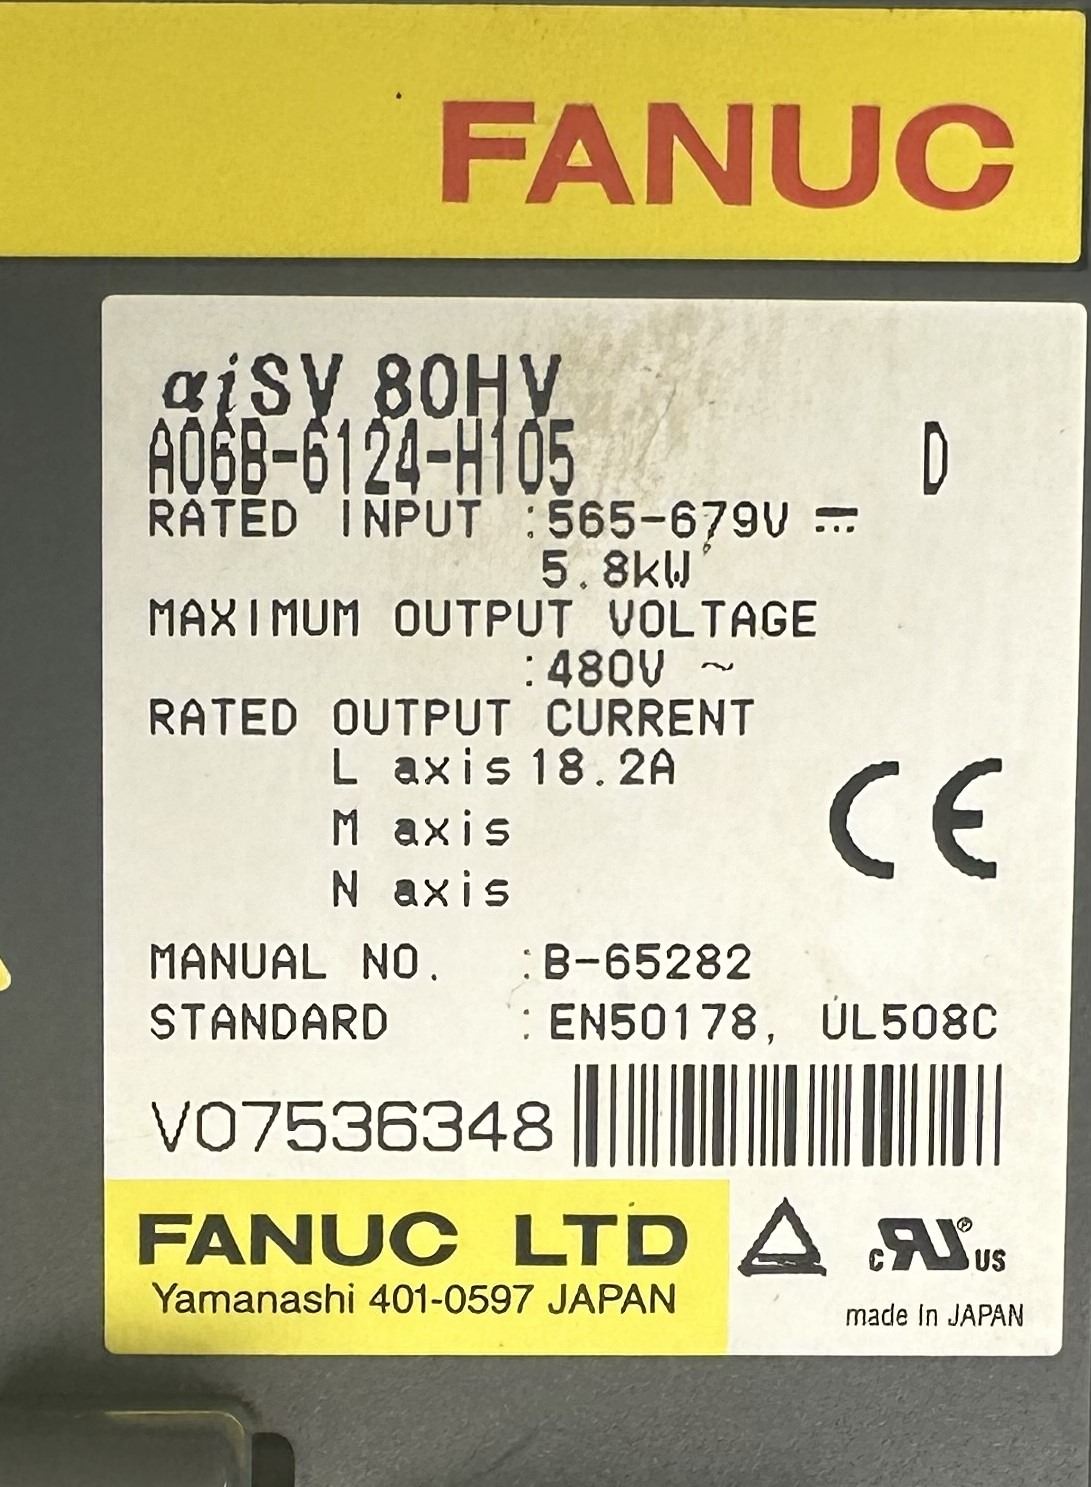 FANUC
αiSV 80HV
A06B-6124-H105 D
RATED INPUT :565-679V ⎓
5.8kW
MAXIMUM OUTPUT VOLTAGE
:480V ~
RATED OUTPUT CURRENT
L axis 18.2A
M axis
N axis
CE
MANUAL NO. :B-65282
STANDARD :EN50178, UL508C
V07536348
FANUC LTD
Yamanashi 401-0597 JAPAN
c RU® US
made In JAPAN